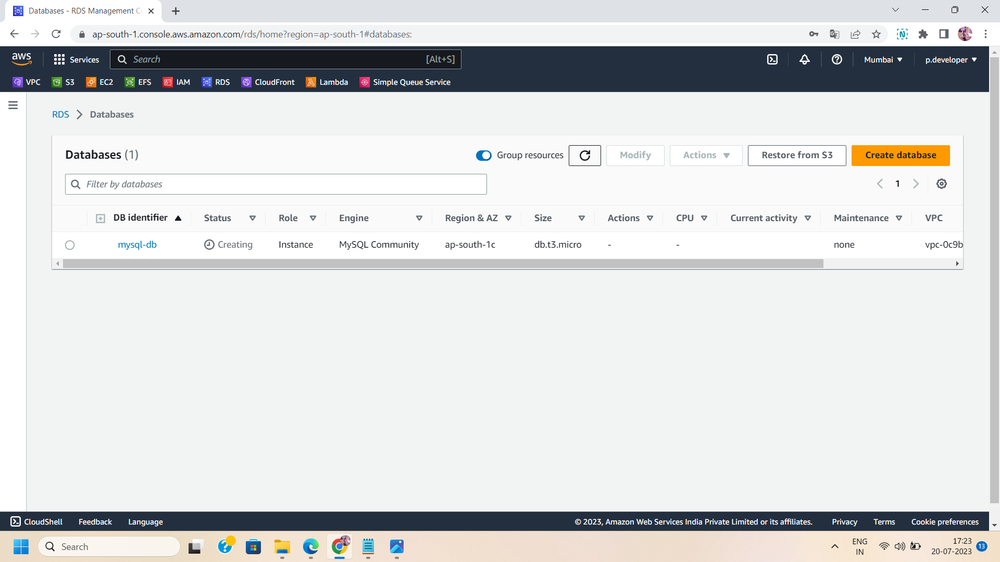 Databases - RDS Management Co
ap-south-1.console.aws.amazon.com/rds/home?region=ap-south-1#databases:
aws Services Search [Alt+S] Mumbai p.developer
VPC S3 EC2 EFS IAM RDS CloudFront Lambda Simple Queue Service
RDS > Databases
Databases (1) Group resources Modify Actions Restore from S3 Create database
Filter by databases 1
DB identifier Status Role Engine Region & AZ Size Actions CPU Current activity Maintenance VPC
mysql-db Creating Instance MySQL Community ap-south-1c db.t3.micro - - none vpc-0c9b
CloudShell Feedback Language © 2023, Amazon Web Services India Private Limited or its affiliates. Privacy Terms Cookie preferences
Search ENG 17:23
IN 20-07-2023 13